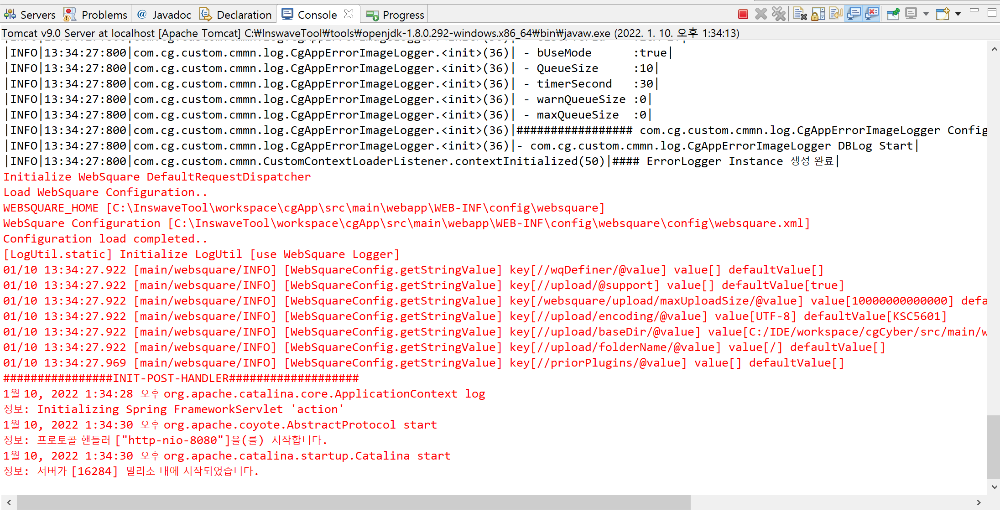 Servers Problems @ Javadoc Declaration Console Progress
Tomcat v9.0 Server at localhost [Apache Tomcat] C:₩InswaveTool₩tools₩openjdk-1.8.0.292-windows.x86_64₩bin₩javaw.exe (2022. 1. 10. 오후 1:34:13)
|INFO|13:34:27:800|com.cg.custom.cmmn.log.CgAppErrorImageLogger.<init>(36)| - bUseMode      :true|
|INFO|13:34:27:800|com.cg.custom.cmmn.log.CgAppErrorImageLogger.<init>(36)| - QueueSize     :10|
|INFO|13:34:27:800|com.cg.custom.cmmn.log.CgAppErrorImageLogger.<init>(36)| - timerSecond   :30|
|INFO|13:34:27:800|com.cg.custom.cmmn.log.CgAppErrorImageLogger.<init>(36)| - warnQueueSize :0|
|INFO|13:34:27:800|com.cg.custom.cmmn.log.CgAppErrorImageLogger.<init>(36)| - maxQueueSize  :0|
|INFO|13:34:27:800|com.cg.custom.cmmn.log.CgAppErrorImageLogger.<init>(36)|################# com.cg.custom.cmmn.log.CgAppErrorImageLogger Config
|INFO|13:34:27:800|com.cg.custom.cmmn.log.CgAppErrorImageLogger.<init>(36)|- com.cg.custom.cmmn.log.CgAppErrorImageLogger DBLog Start|
|INFO|13:34:27:800|com.cg.custom.cmmn.CustomContextLoaderListener.contextInitialized(50)|#### ErrorLogger Instance 생성 완료|
Initialize WebSquare DefaultRequestDispatcher
Load WebSquare Configuration..
WEBSQUARE_HOME [C:\InswaveTool\workspace\cgApp\src\main\webapp\WEB-INF\config\websquare]
WebSquare Configuration [C:\InswaveTool\workspace\cgApp\src\main\webapp\WEB-INF\config\websquare\config\websquare.xml]
Configuration load completed..
[LogUtil.static] Initialize LogUtil [use WebSquare Logger]
01/10 13:34:27.922 [main/websquare/INFO] [WebSquareConfig.getStringValue] key[//wqDefiner/@value] value[] defaultValue[]
01/10 13:34:27.922 [main/websquare/INFO] [WebSquareConfig.getStringValue] key[//upload/@support] value[] defaultValue[true]
01/10 13:34:27.922 [main/websquare/INFO] [WebSquareConfig.getStringValue] key[/websquare/upload/maxUploadSize/@value] value[10000000000000] defa
01/10 13:34:27.922 [main/websquare/INFO] [WebSquareConfig.getStringValue] key[//upload/encoding/@value] value[UTF-8] defaultValue[KSC5601]
01/10 13:34:27.922 [main/websquare/INFO] [WebSquareConfig.getStringValue] key[//upload/baseDir/@value] value[C:/IDE/workspace/cgCyber/src/main/w
01/10 13:34:27.922 [main/websquare/INFO] [WebSquareConfig.getStringValue] key[//upload/folderName/@value] value[/] defaultValue[]
01/10 13:34:27.969 [main/websquare/INFO] [WebSquareConfig.getStringValue] key[//priorPlugins/@value] value[] defaultValue[]
################INIT-POST-HANDLER###################
1월 10, 2022 1:34:28 오후 org.apache.catalina.core.ApplicationContext log
정보: Initializing Spring FrameworkServlet 'action'
1월 10, 2022 1:34:30 오후 org.apache.coyote.AbstractProtocol start
정보: 프로토콜 핸들러 ["http-nio-8080"]을(를) 시작합니다.
1월 10, 2022 1:34:30 오후 org.apache.catalina.startup.Catalina start
정보: 서버가 [16284] 밀리초 내에 시작되었습니다.